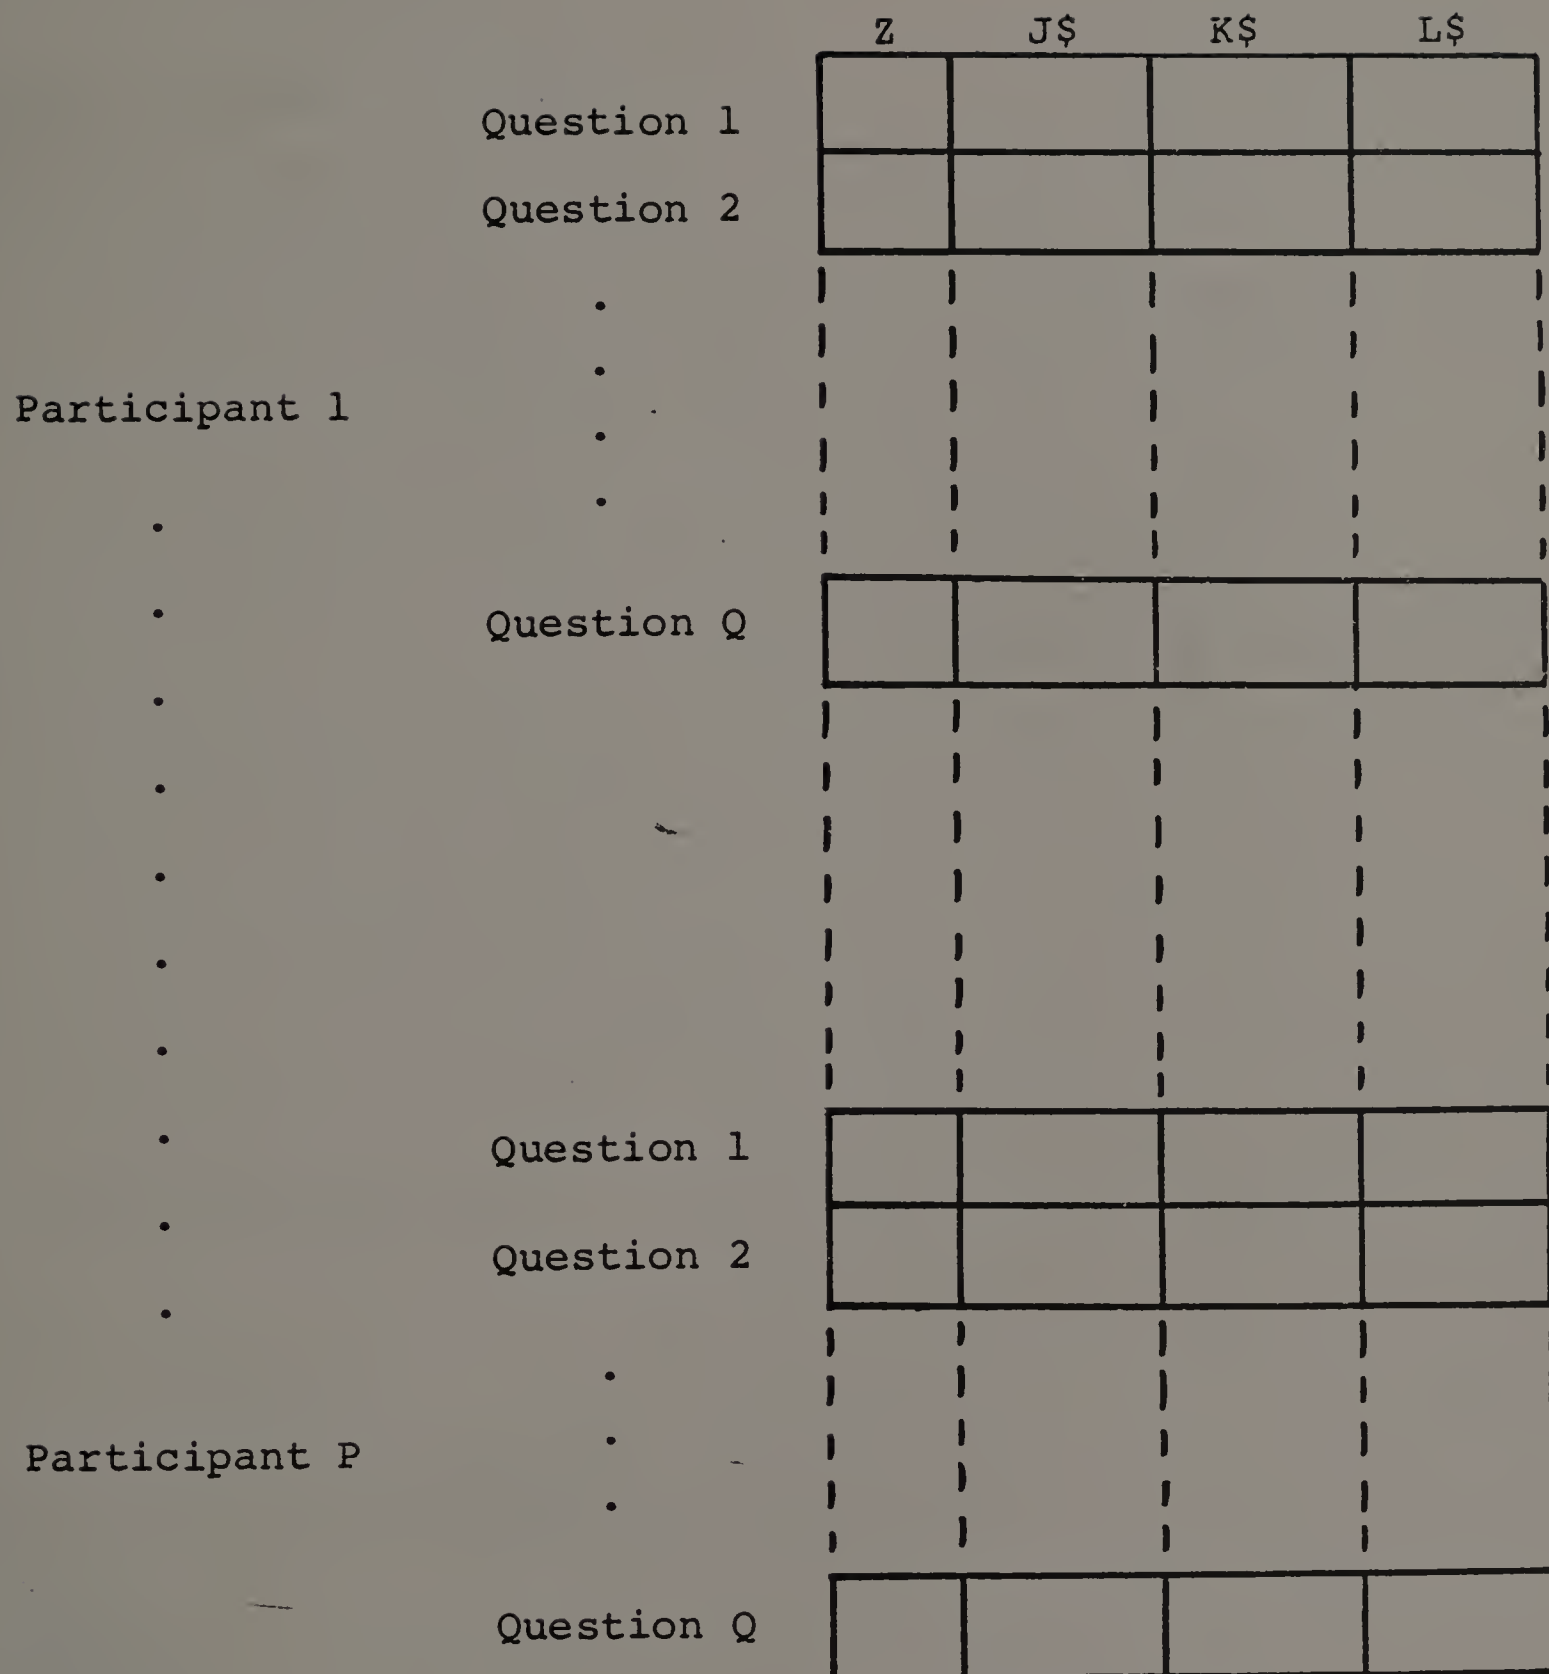 Z J$ K$ L$
Question 1
Question 2
Participant 1
Question Q
Question 1
Question 2
Participant P
Question Q